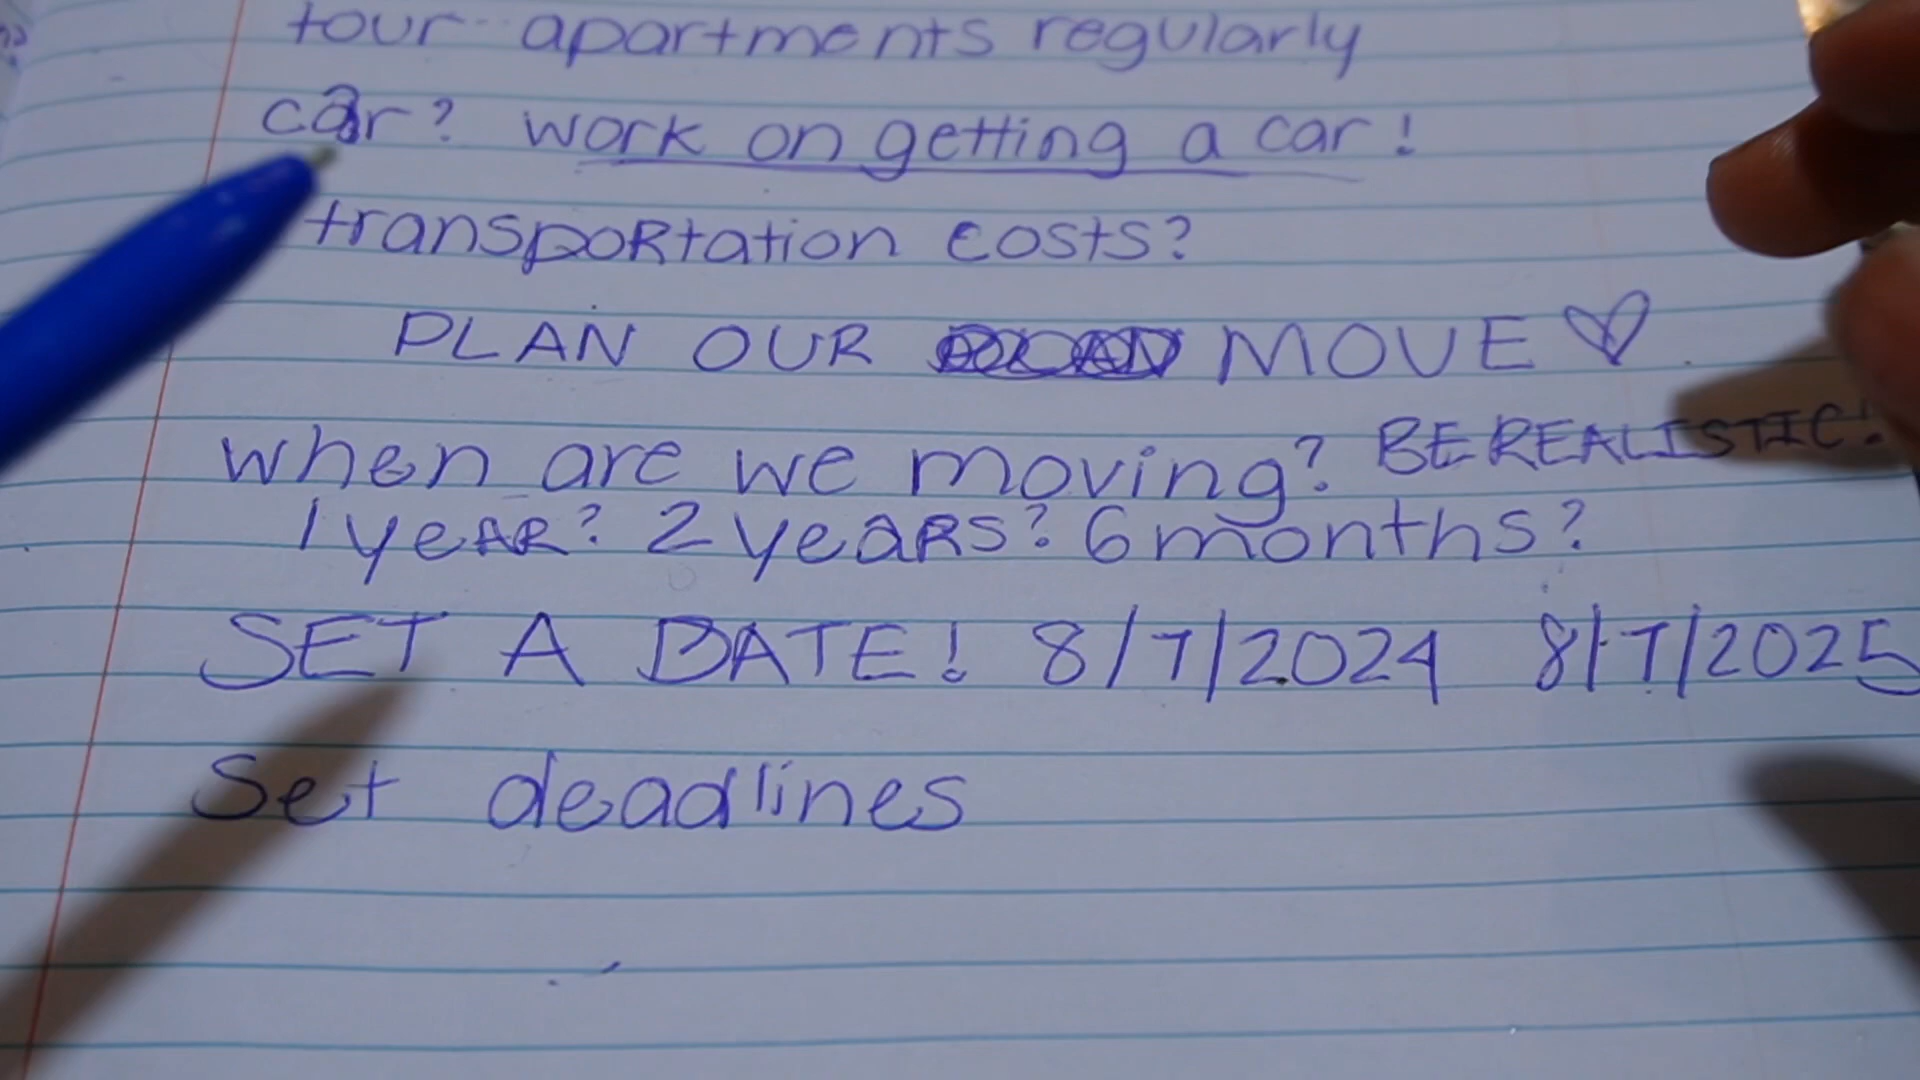 tour apartments regularly
car? work on getting a car!
transportation costs?
PLAN OUR MOVE
when are we moving? BE REALISTIC!
1 yeAR? 2 yeaRS? 6 months?
SET A DATE! 8/7/2024 8/7/2025
Set deadlines